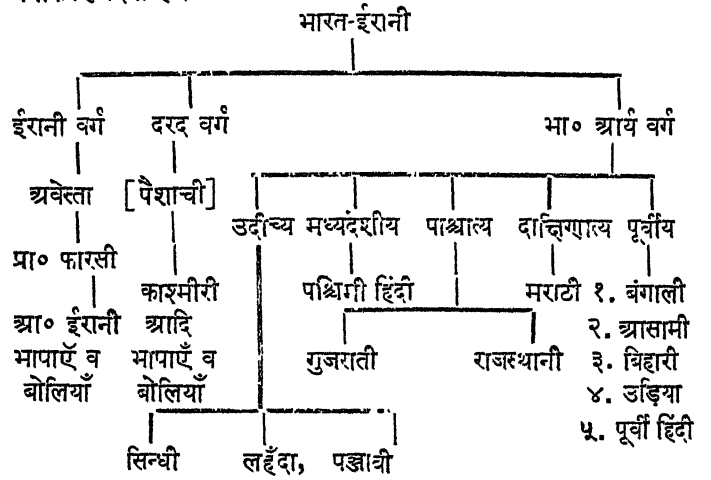 भारत-ईरानी
ईरानी वर्ग दरद वर्ग भा० आर्य वर्ग
अवेस्ता [पैशाची]
उदीच्य मध्यदेशीय पाश्चात्य दाक्षिणात्य पूर्वीय
प्रा० फारसी
काश्मीरी पश्चिमी हिंदी मराठी १. बंगाली
आ० ईरानी आदि २. आसामी
भाषाएँ व भाषाएँ व गुजराती राजस्थानी ३. बिहारी
बोलियाँ बोलियाँ ४. उड़िया
५. पूर्वी हिंदी
सिन्धी लहँदा, पञ्जाबी